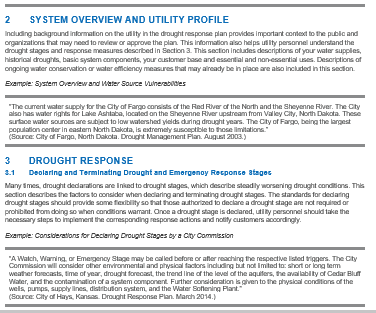 2 SYSTEM OVERVIEW AND UTILITY PROFILE
Including background information on the utility in the drought response plan provides important context to the public and
organizations that may need to review or approve the plan. This information also helps utility personnel understand the
drought stages and response measures described in Section 3. This section includes descriptions of your water supplies,
historical droughts, basic system components, your customer base and essential and non-essential uses. Descriptions of
ongoing water conservation or water efficiency measures that may already be in place are also included in this section.
Example: System Overview and Water Source Vulnerabilities
"The current water supply for the City of Fargo consists of the Red River of the North and the Sheyenne River. The City
also has water rights for Lake Ashtabula, located on the Sheyenne River upstream from Valley City, North Dakota. These
surface water sources are subject to low watershed yields during drought years. The City of Fargo, being the largest
population center in eastern North Dakota, is extremely susceptible to those limitations."
(Source: City of Fargo, North Dakota. Drought Management Plan. August 2003.)
3 DROUGHT RESPONSE
3.1 Declaring and Terminating Drought and Emergency Response Stages
Many times, drought declarations are linked to drought stages, which describe steadily worsening drought conditions. This
section describes the factors to consider when declaring and terminating drought stages. The standards for declaring
drought stages should provide some flexibility so that those authorized to declare a drought stage are not required or
prohibited from doing so when conditions warrant. Once a drought stage is declared, utility personnel should take the
necessary steps to implement the corresponding response actions and notify customers accordingly.
Example: Considerations for Declaring Drought Stages by a City Commission
"A Watch, Warning, or Emergency Stage may be called before or after reaching the respective listed triggers. The City
Commission will consider other environmental and physical factors including but not limited to: short or long term
weather forecasts, time of year, drought forecast, the trend line of the level of the aquifers, the availability of Cedar Bluff
Water, and the contamination of a system component. Further consideration is given to the physical conditions of the
wells, pumps, supply lines, distribution system, and the Water Softening Plant."
(Source: City of Hays, Kansas. Drought Response Plan. March 2014.)